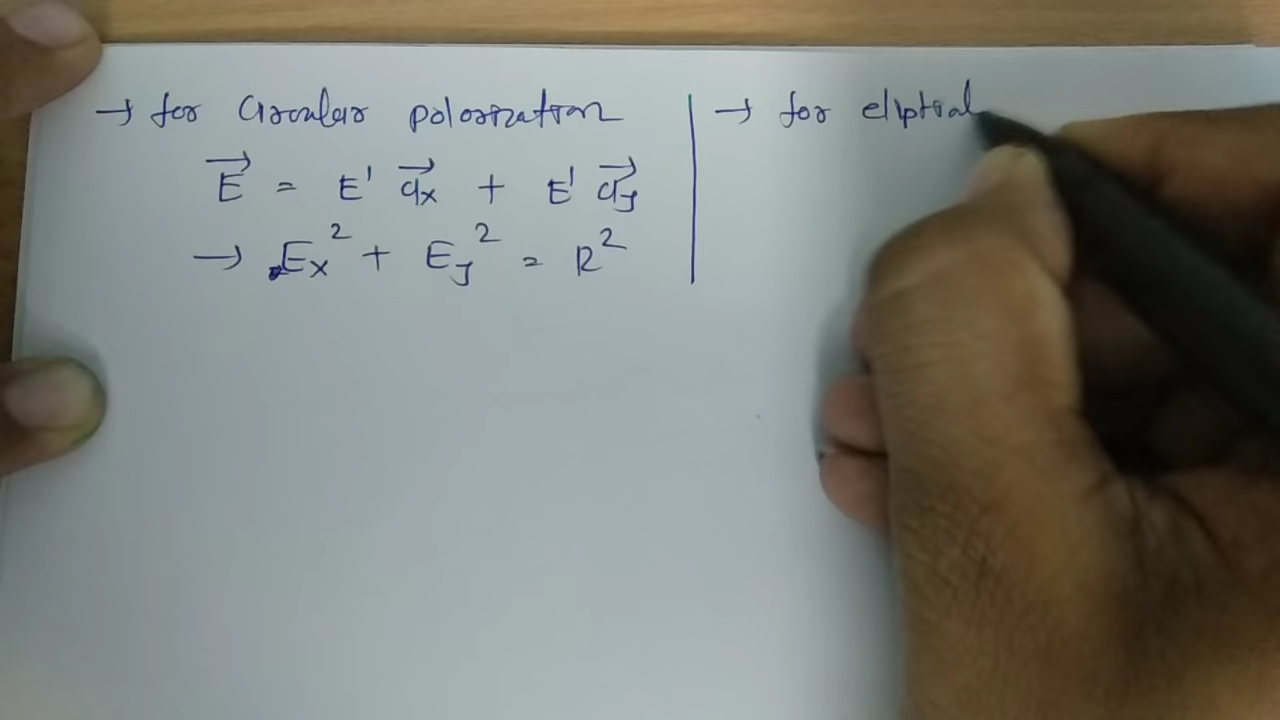 → for Circular polarization
E⃗ = E' a⃗x + E' a⃗y
→ Ex² + Ey² = R²
→ for eliptical